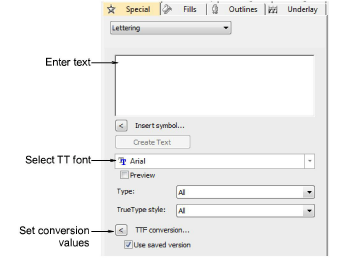 Special Fills Outlines Underlay
Lettering
Enter text
< Insert symbol...
Create Text
Select TT font
Arial
Preview
Type: All
TrueType style: All
Set conversion values
< TTF conversion...
Use saved version